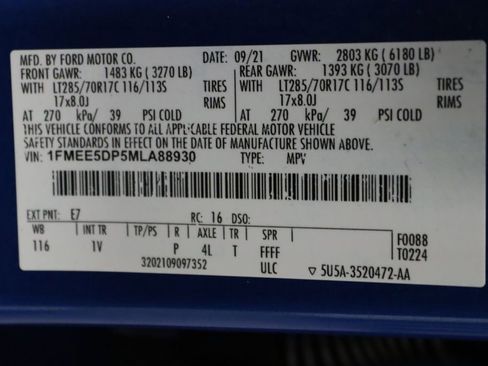 MFD. BY FORD MOTOR CO. DATE: 09/21 GVWR: 2803 KG ( 6180 LB)
FRONT GAWR: 1483 KG ( 3270 LB) REAR GAWR: 1393 KG ( 3070 LB)
WITH LT285/70R17C 116/113S TIRES WITH LT285/70R17C 116/113S TIRES
17x8.0J RIMS 17x8.0J RIMS
AT 270 kPa/ 39 PSI COLD AT 270 kPa/ 39 PSI COLD
THIS VEHICLE CONFORMS TO ALL APPLICABLE FEDERAL MOTOR VEHICLE
SAFETY STANDARDS IN EFFECT ON THE DATE OF MANUFACTURE SHOWN ABOVE.
VIN: 1FMEE5DP5MLA88930 TYPE: MPV
EXT PNT: E7 RC: 16 DSO:
WB INT TR TP/PS R AXLE TR SPR F0088
116 1V P 4L T FFFF T0224
3202109097352 ULC ▽ 5U5A-3520472-AA